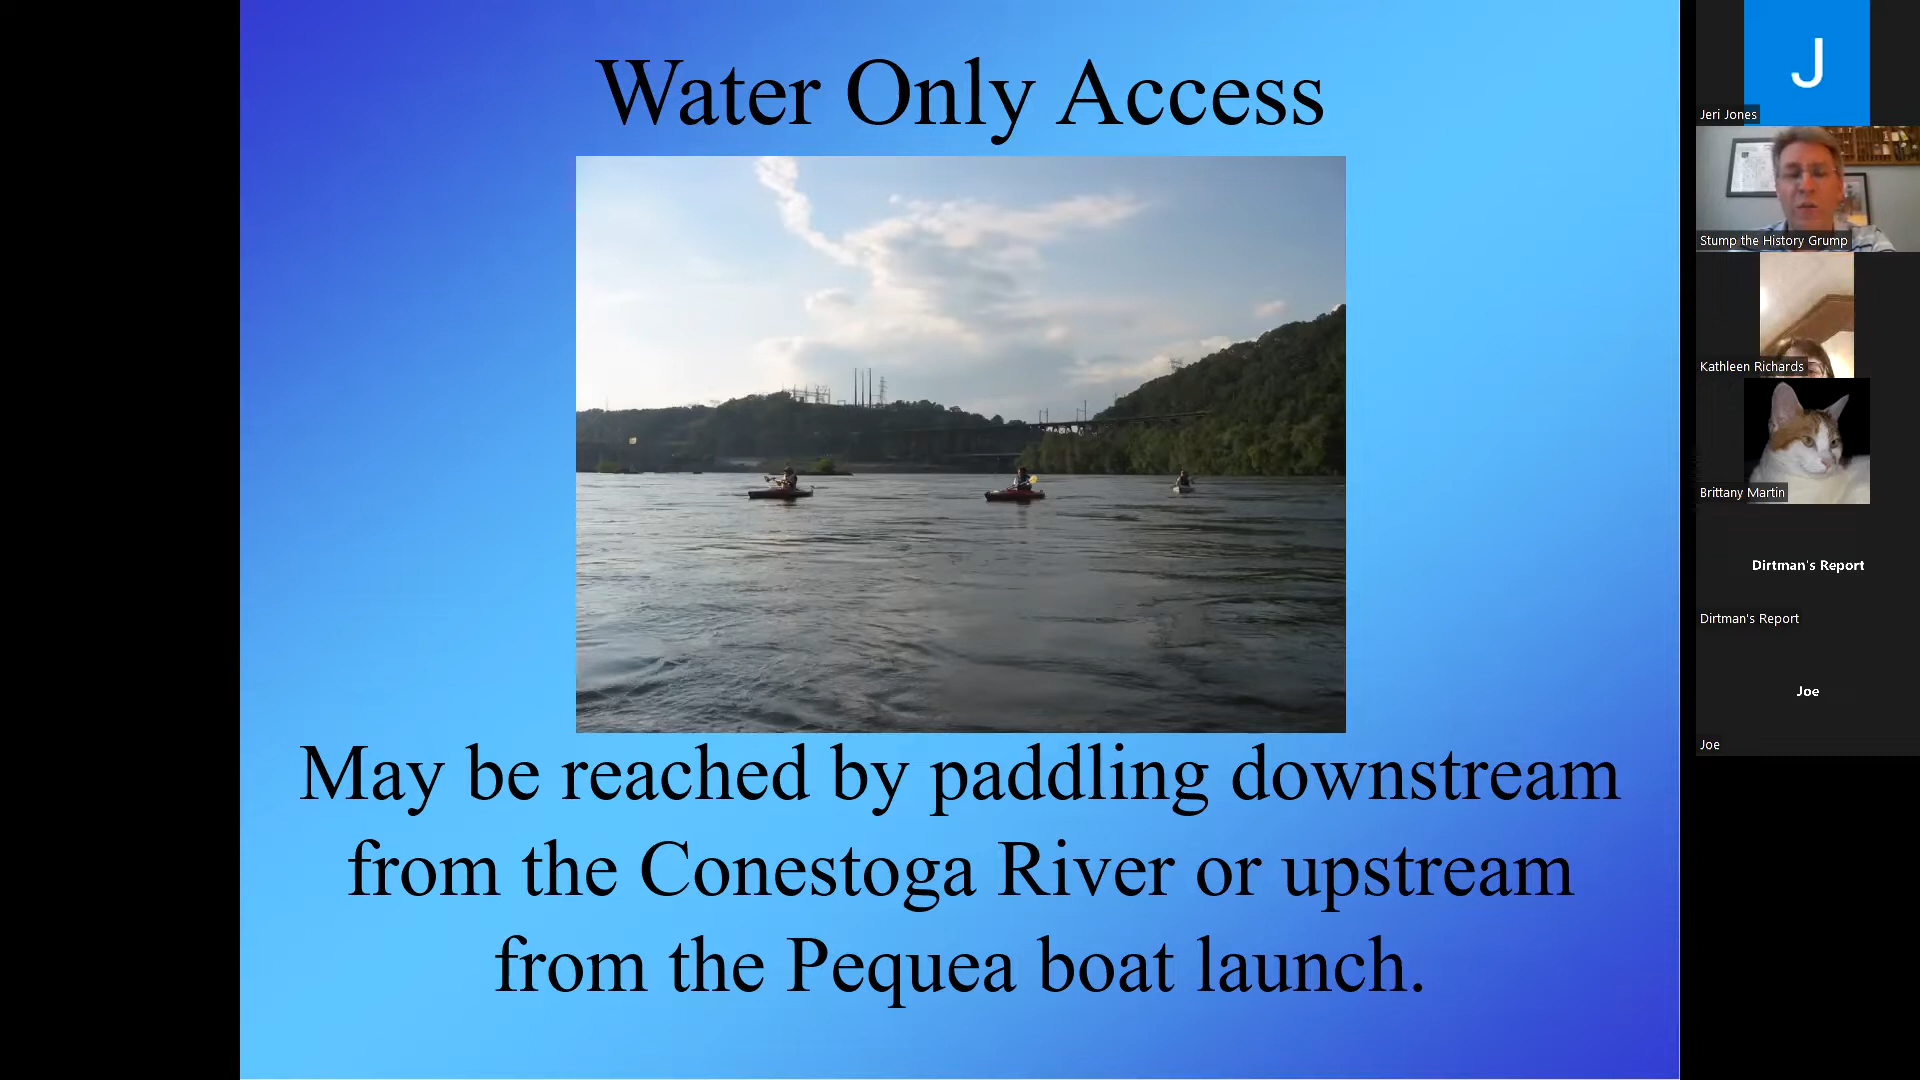 Water Only Access
May be reached by paddling downstream
from the Conestoga River or upstream
from the Pequea boat launch.
J
Jeri Jones
Stump the History Grump
Kathleen Richards
Brittany Martin
Dirtman's Report
Dirtman's Report
Joe
Joe